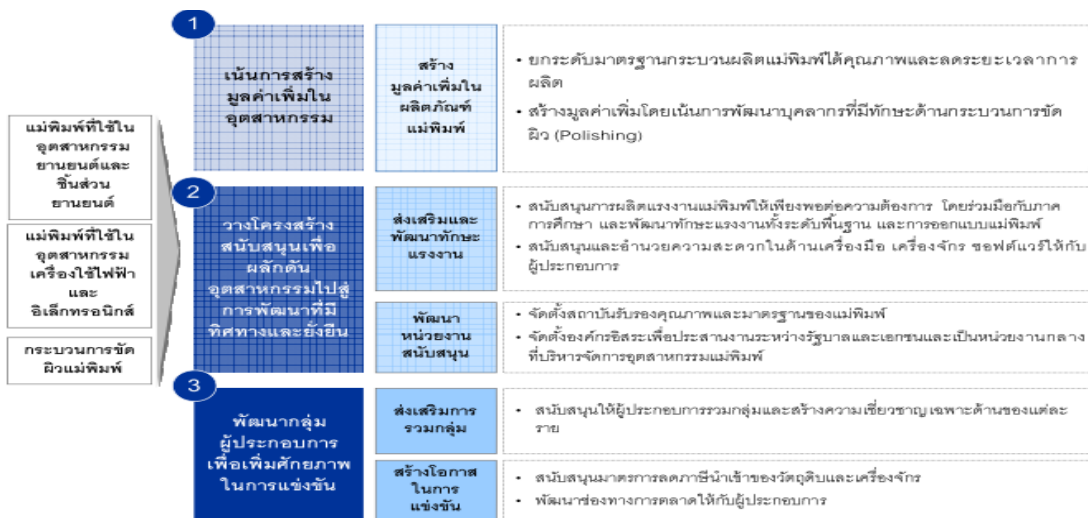 แม่พิมพ์ที่ใช้ใน
อุตสาหกรรม
ยานยนต์และ
ชิ้นส่วน
ยานยนต์
แม่พิมพ์ที่ใช้ใน
อุตสาหกรรม
เครื่องใช้ไฟฟ้า
และ
อิเล็กทรอนิกส์
กระบวนการขัด
ผิวแม่พิมพ์
1
เน้นการสร้าง
มูลค่าเพิ่มใน
อุตสาหกรรม
สร้าง
มูลค่าเพิ่มใน
ผลิตภัณฑ์
แม่พิมพ์
• ยกระดับมาตรฐานกระบวนผลิตแม่พิมพ์ได้คุณภาพและลดระยะเวลาการ
ผลิต
• สร้างมูลค่าเพิ่มโดยเน้นการพัฒนาบุคลากรที่มีทักษะด้านกระบวนการขัด
ผิว (Polishing)
2
วางโครงสร้าง
สนับสนุนเพื่อ
ผลักดัน
อุตสาหกรรมไปสู่
การพัฒนาที่มี
ทิศทางและยั่งยืน
ส่งเสริมและ
พัฒนาทักษะ
แรงงาน
• สนับสนุนการผลิตแรงงานแม่พิมพ์ให้เพียงพอต่อความต้องการ โดยร่วมมือกับภาค
การศึกษา และพัฒนาทักษะแรงงานทั้งระดับพื้นฐาน และการออกแบบแม่พิมพ์
• สนับสนุนและอำนวยความสะดวกในด้านเครื่องมือ เครื่องจักร ซอฟต์แวร์ให้กับ
ผู้ประกอบการ
พัฒนา
หน่วยงาน
สนับสนุน
• จัดตั้งสถาบันรับรองคุณภาพและมาตรฐานของแม่พิมพ์
• จัดตั้งองค์กรอิสระเพื่อประสานงานระหว่างรัฐบาลและเอกชนและเป็นหน่วยงานกลาง
ที่บริหารจัดการอุตสาหกรรมแม่พิมพ์
3
พัฒนากลุ่ม
ผู้ประกอบการ
เพื่อเพิ่มศักยภาพ
ในการแข่งขัน
ส่งเสริมการ
รวมกลุ่ม
• สนับสนุนให้ผู้ประกอบการรวมกลุ่มและสร้างความเชี่ยวชาญเฉพาะด้านของแต่ละ
ราย
สร้างโอกาส
ในการ
แข่งขัน
• สนับสนุนมาตรการลดภาษีนำเข้าของวัตถุดิบและเครื่องจักร
• พัฒนาช่องทางการตลาดให้กับผู้ประกอบการ